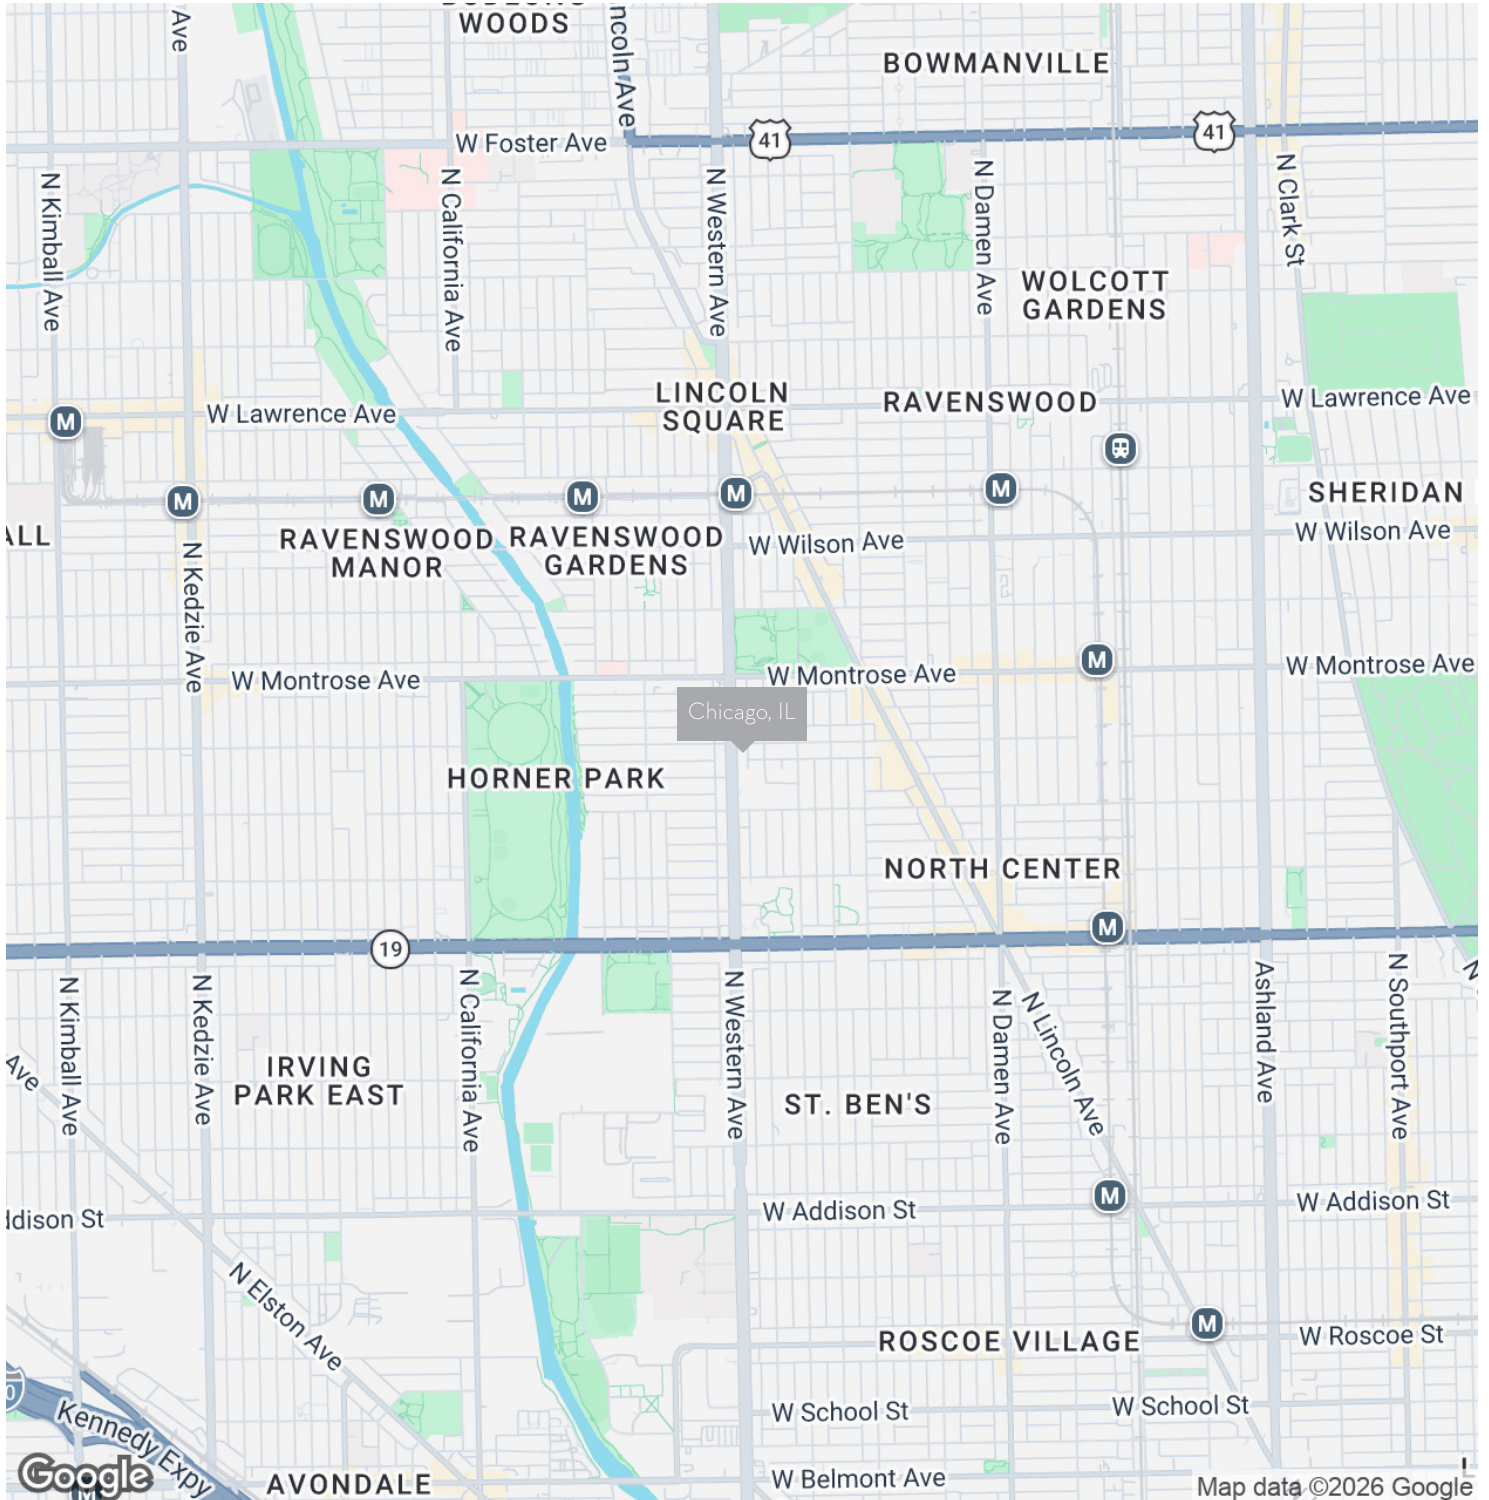 WOODS
Ave
BOWMANVILLE
W Foster Ave
41
41
N Kimball Ave
N California Ave
N Western Ave
N Damen Ave
N Clark St
WOLCOTT
GARDENS
LINCOLN
SQUARE
RAVENSWOOD
W Lawrence Ave
W Lawrence Ave
M
M
M
M
M
M
SHERIDAN
RAVENSWOOD
MANOR
RAVENSWOOD
GARDENS
W Wilson Ave
W Wilson Ave
N Kedzie Ave
M
W Montrose Ave
W Montrose Ave
W Montrose Ave
Chicago, IL
HORNER PARK
NORTH CENTER
M
19
N Kimball Ave
N Kedzie Ave
N California Ave
N Western Ave
N Damen Ave
N Lincoln Ave
Ashland Ave
N Southport Ave
Ave
IRVING
PARK EAST
ST. BEN'S
M
W Addison St
W Addison St
N Elston Ave
M
ROSCOE VILLAGE
W Roscoe St
W School St
W School St
Kennedy Expy
AVONDALE
W Belmont Ave
Google
Map data ©2026 Google